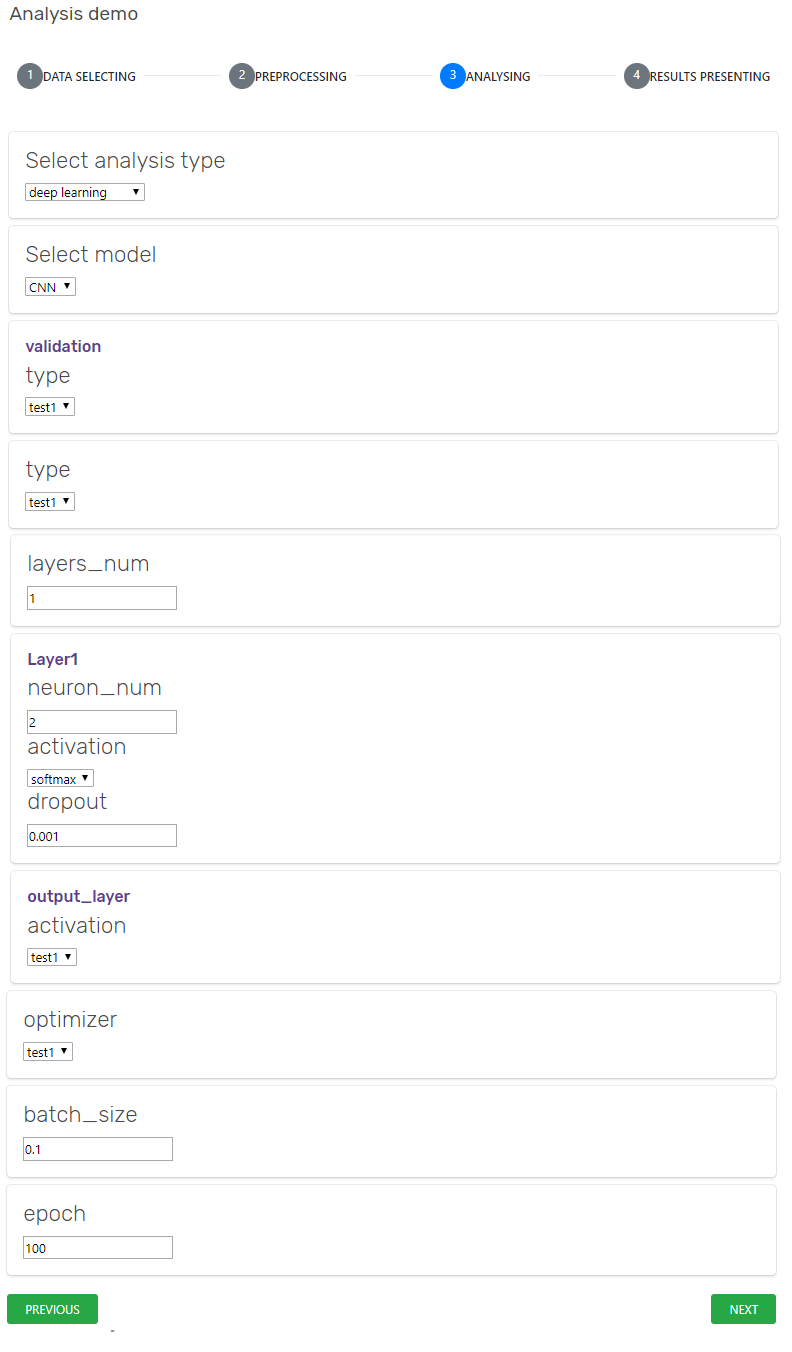 Analysis demo
1 DATA SELECTING 2 PREPROCESSING 3 ANALYSING 4 RESULTS PRESENTING
Select analysis type
deep learning
Select model
CNN
validation
type
test1
type
test1
layers_num
1
Layer1
neuron_num
2
activation
softmax
dropout
0.001
output_layer
activation
test1
optimizer
test1
batch_size
0.1
epoch
100
PREVIOUS NEXT